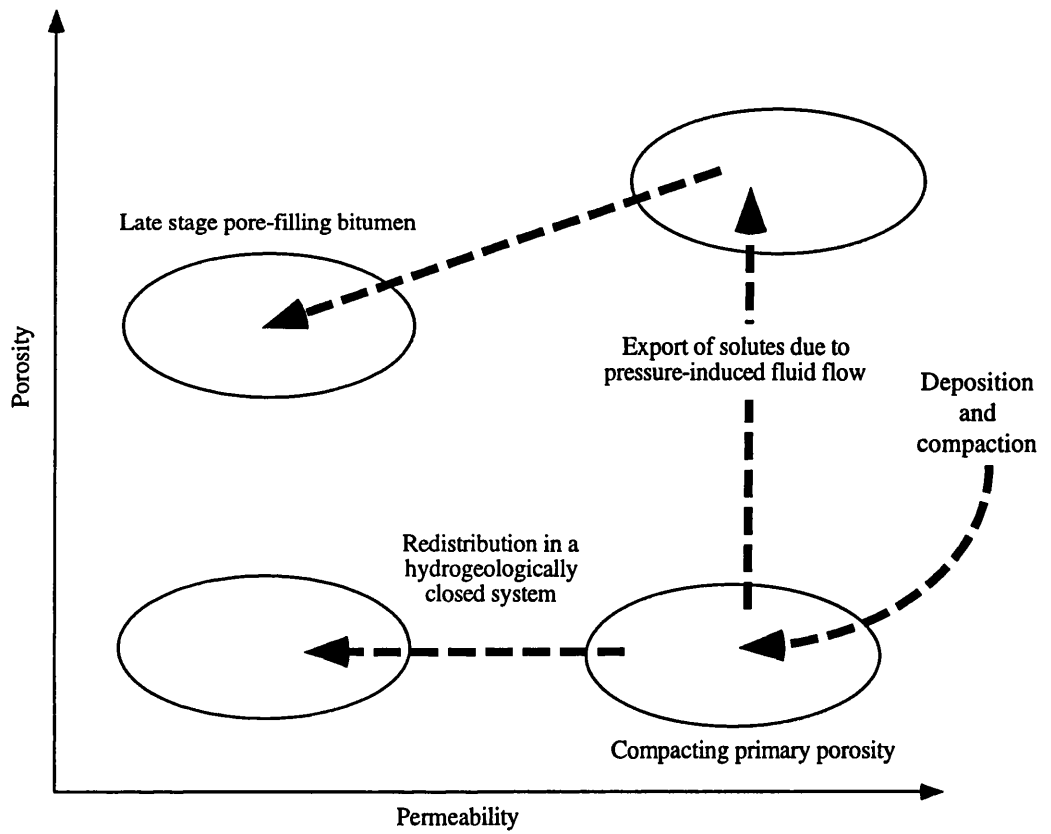 Late stage pore-filling bitumen
Porosity
Export of solutes due to
pressure-induced fluid flow
Deposition
and
compaction
Redistribution in a
hydrogeologically
closed system
Compacting primary porosity
Permeability